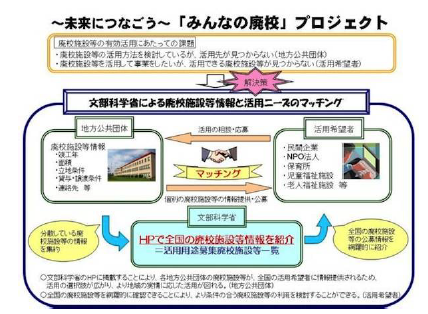 ～未来につなごう～「みんなの廃校」プロジェクト
廃校施設等の有効活用にあたっての課題
・廃校施設等の活用方法を検討しているが、活用先が見つからない（地方公共団体）
・廃校施設等を活用して事業をしたいが、活用できる廃校施設等が見つからない（活用希望者）
解決策
文部科学省による廃校施設等情報と活用ニーズのマッチング
地方公共団体
廃校施設等情報
・竣工年
・面積
・立地条件
・貸与・譲渡条件
・連絡先　等
活用の相談・応募
マッチング
個別の廃校施設等の情報提供・公募
活用希望者
・民間企業
・NPO法人
・保育所
・児童福祉施設
・老人福祉施設　等
文部科学省
分散している廃校施設等の情報を集約
HPで全国の廃校施設等情報を紹介
＝活用用途募集廃校施設等一覧
全国の廃校施設等の公募情報を網羅的に紹介
○文部科学省のHPに掲載することにより、各地方公共団体の廃校施設等が、全国の活用希望者に情報提供されるため、
活用の選択肢が広がり、より地域の実情に応じた活用が図れる。（地方公共団体）
○全国の廃校施設等を網羅的に確認できることにより、より条件の合う廃校施設等の利用を検討することができる。（活用希望者）